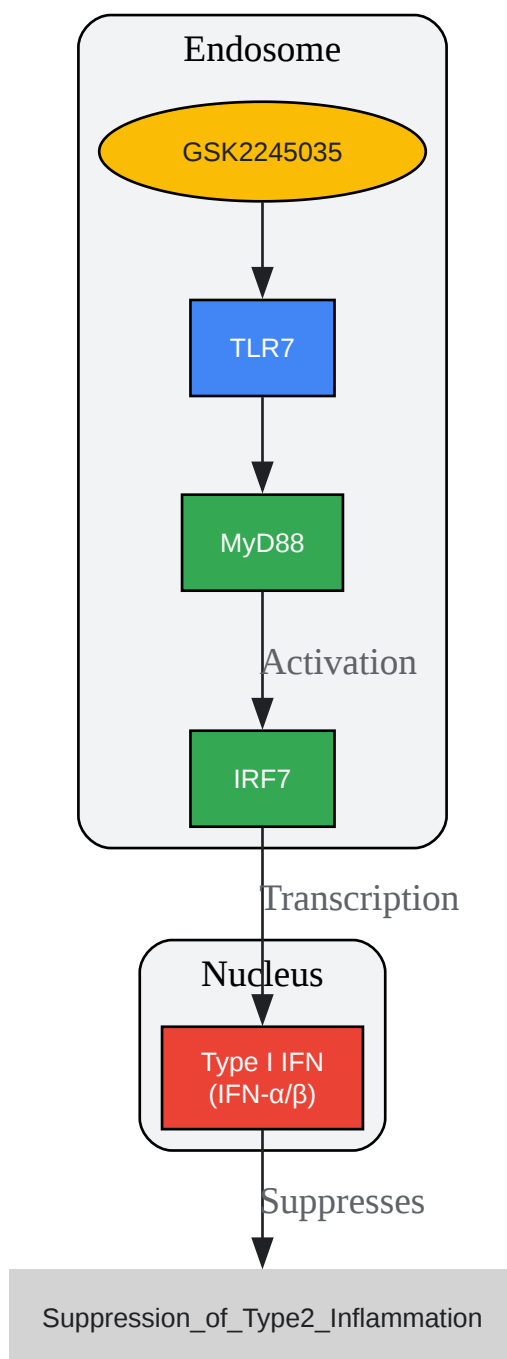 Endosome
GSK2245035
TLR7
MyD88
Activation
IRF7
Transcription
Nucleus
Type I IFN
(IFN-α/β)
Suppresses
Suppression_of_Type2_Inflammation